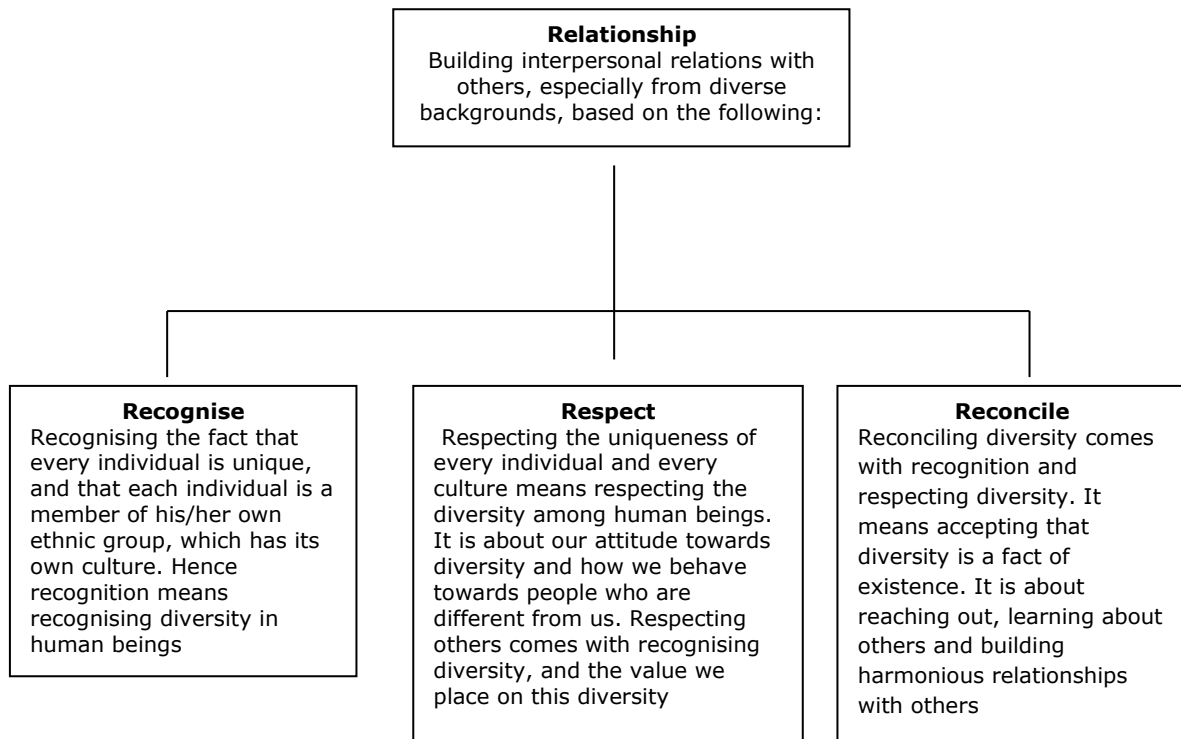 Relationship
Building interpersonal relations with
others, especially from diverse
backgrounds, based on the following:
Recognise
Recognising the fact that
every individual is unique,
and that each individual is a
member of his/her own
ethnic group, which has its
own culture. Hence
recognition means
recognising diversity in
human beings
Respect
Respecting the uniqueness of
every individual and every
culture means respecting the
diversity among human beings.
It is about our attitude towards
diversity and how we behave
towards people who are
different from us. Respecting
others comes with recognising
diversity, and the value we
place on this diversity
Reconcile
Reconciling diversity comes
with recognition and
respecting diversity. It
means accepting that
diversity is a fact of
existence. It is about
reaching out, learning about
others and building
harmonious relationships
with others